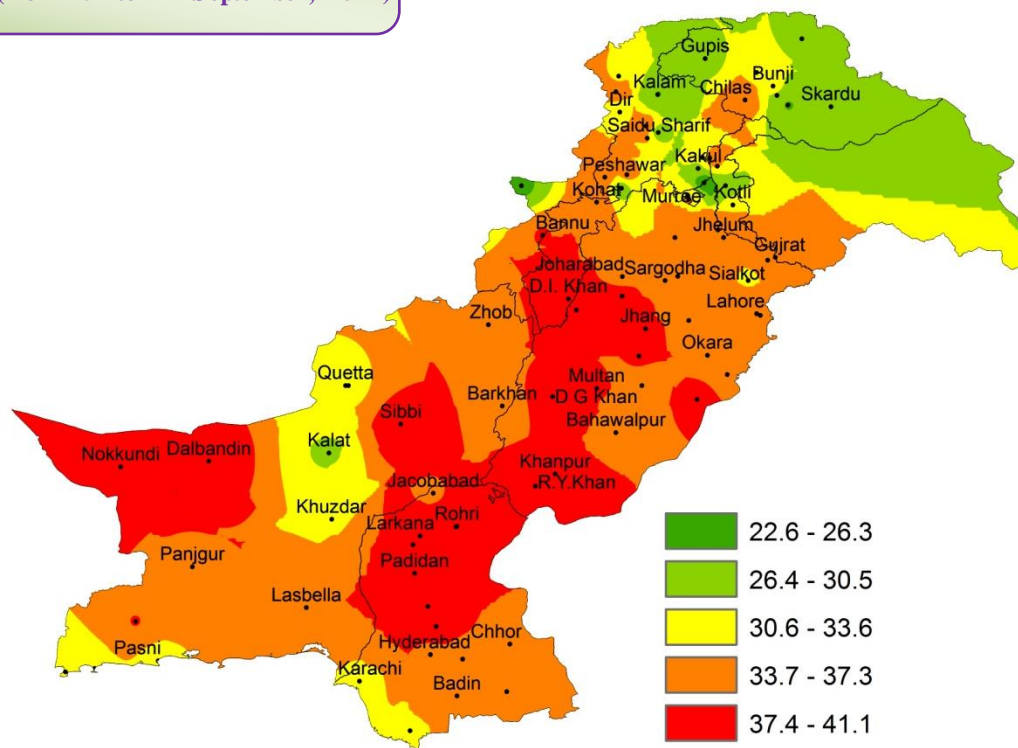 Gupis
Bunji
Kalam
Chilas
Skardu
Dir
Saidu Sharif
Kakul
Peshawar
Kohat
Murree
Kotli
Bannu
Jhelum
Gujrat
Joharabad
Sargodha
Sialkot
D.I. Khan
Lahore
Zhob
Jhang
Okara
Quetta
Multan
Barkhan
D G Khan
Sibbi
Bahawalpur
Kalat
Nokkundi
Dalbandin
Khanpur
Jacobabad
R.Y.Khan
Khuzdar
Larkana
Rohri
Panjgur
Padidan
Lasbella
Chhor
Pasni
Hyderabad
Karachi
Badin
22.6 - 26.3
26.4 - 30.5
30.6 - 33.6
33.7 - 37.3
37.4 - 41.1